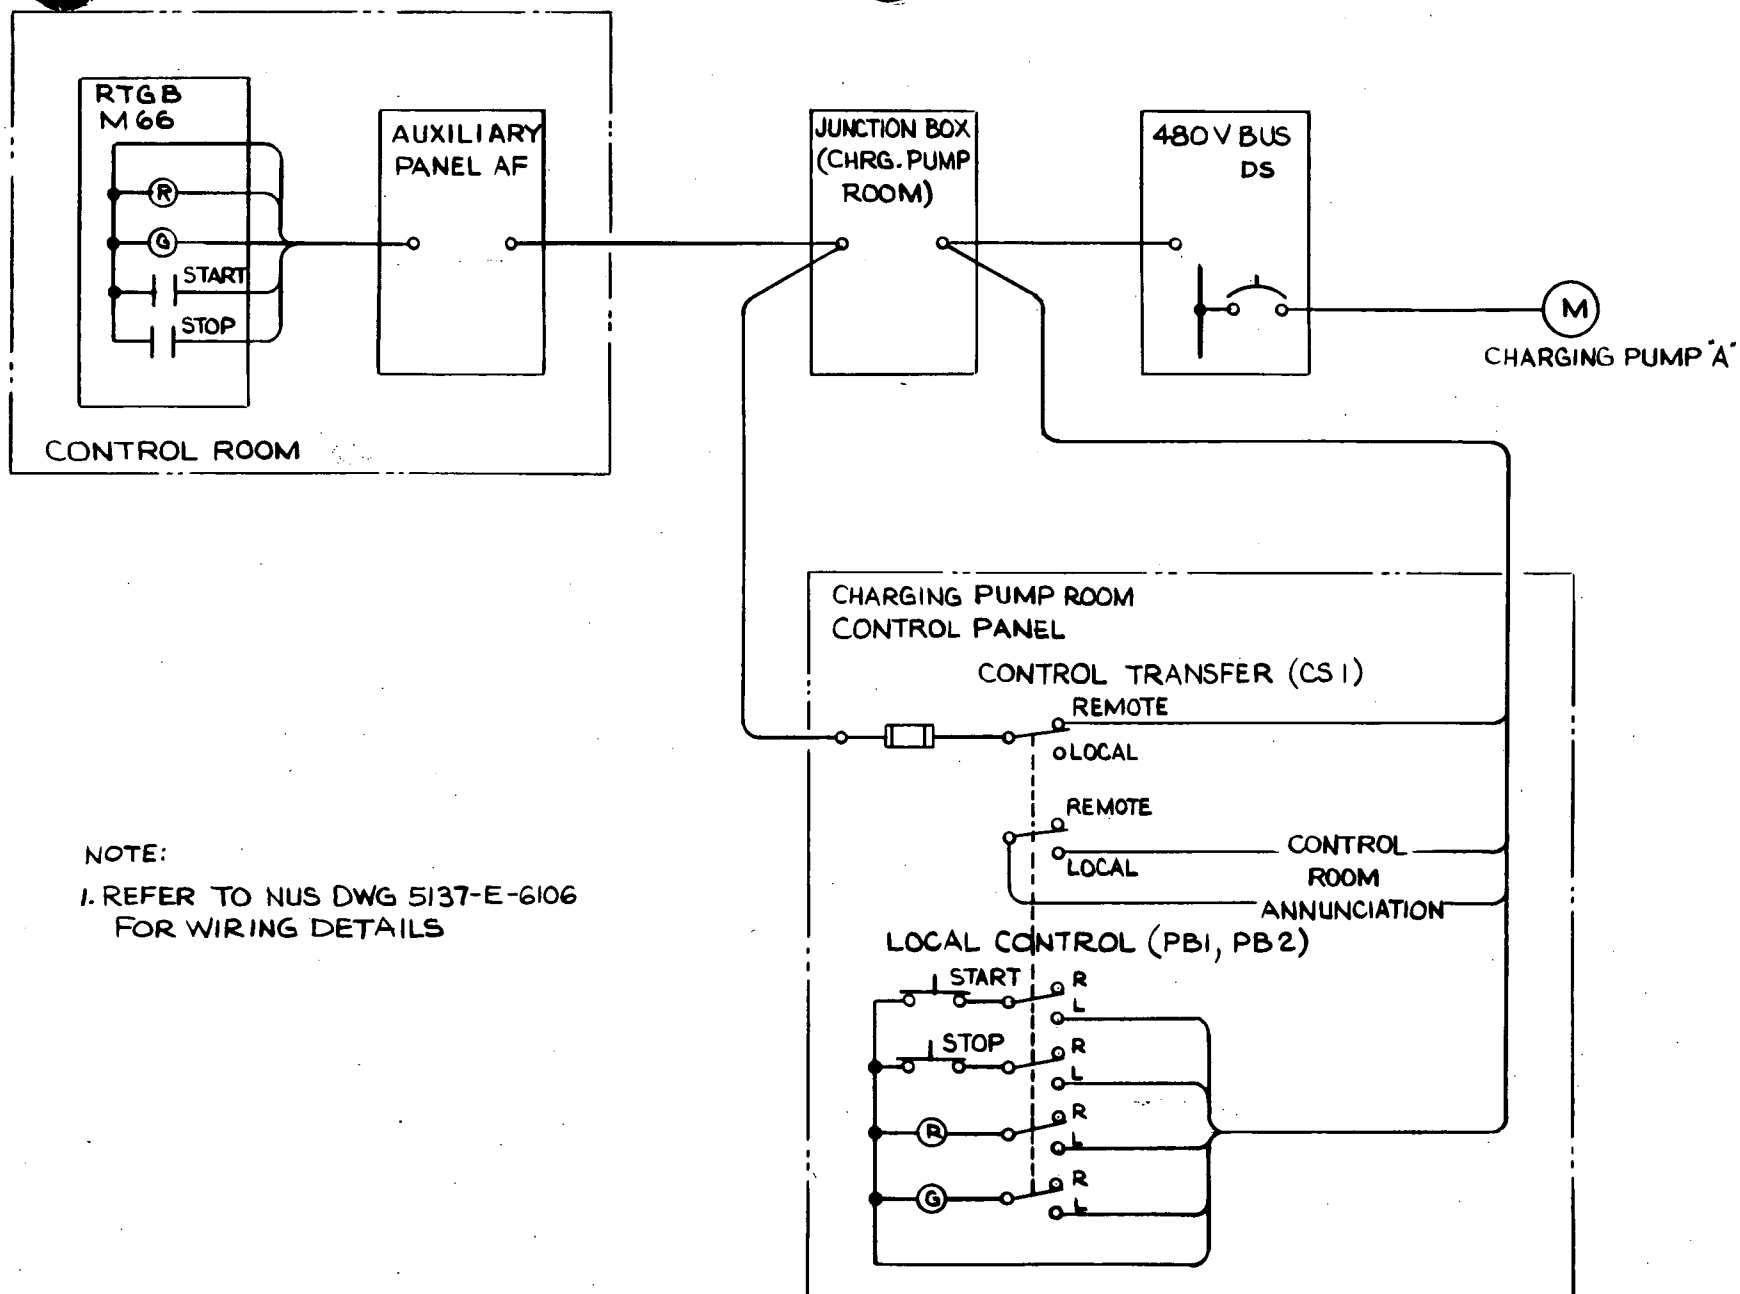 RTGB
M66
R
G
START
STOP
CONTROL ROOM
AUXILIARY
PANEL AF
JUNCTION BOX
(CHRG. PUMP
ROOM)
480V BUS
DS
M
CHARGING PUMP "A"
CHARGING PUMP ROOM
CONTROL PANEL
CONTROL TRANSFER (CS1)
REMOTE
LOCAL
REMOTE
LOCAL
CONTROL
ROOM
ANNUNCIATION
LOCAL CONTROL (PB1, PB2)
START
R
L
STOP
R
L
R
R
L
G
R
L
NOTE:
1. REFER TO NUS DWG 5137-E-6106
FOR WIRING DETAILS